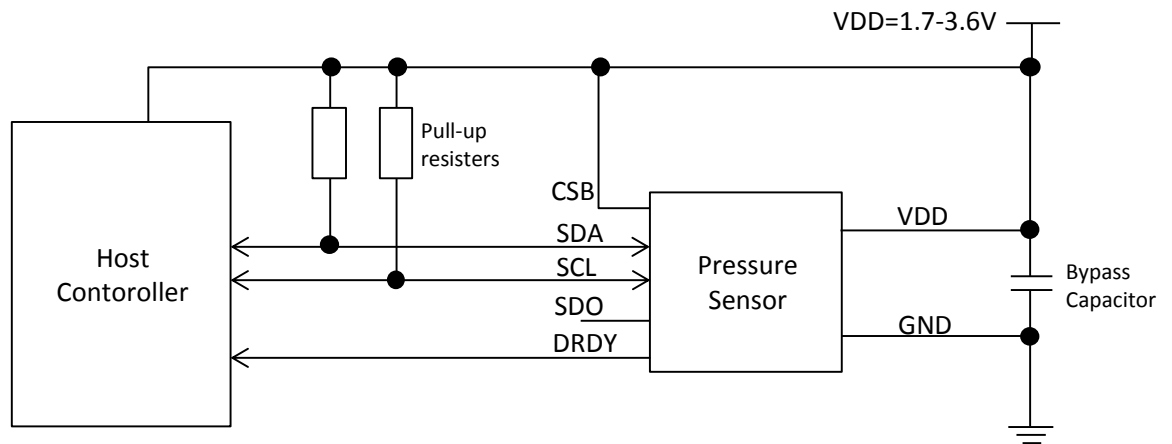 VDD=1.7-3.6V
Pull-up
resisters
CSB
SDA
SCL
SDO
DRDY
Host
Contoroller
Pressure
Sensor
VDD
GND
Bypass
Capacitor